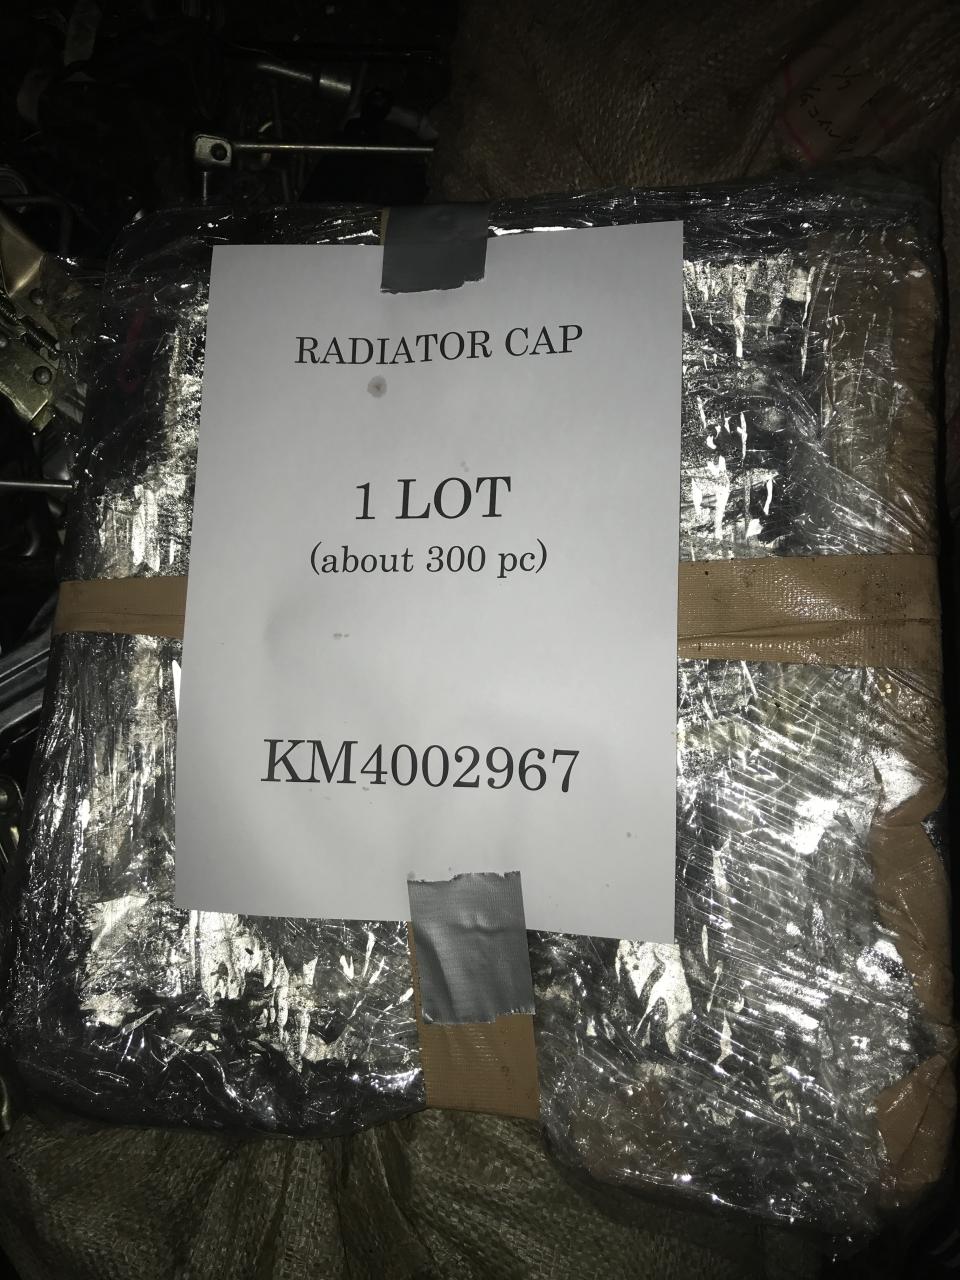 RADIATOR CAP
1 LOT
(about 300 pc)
KM4002967